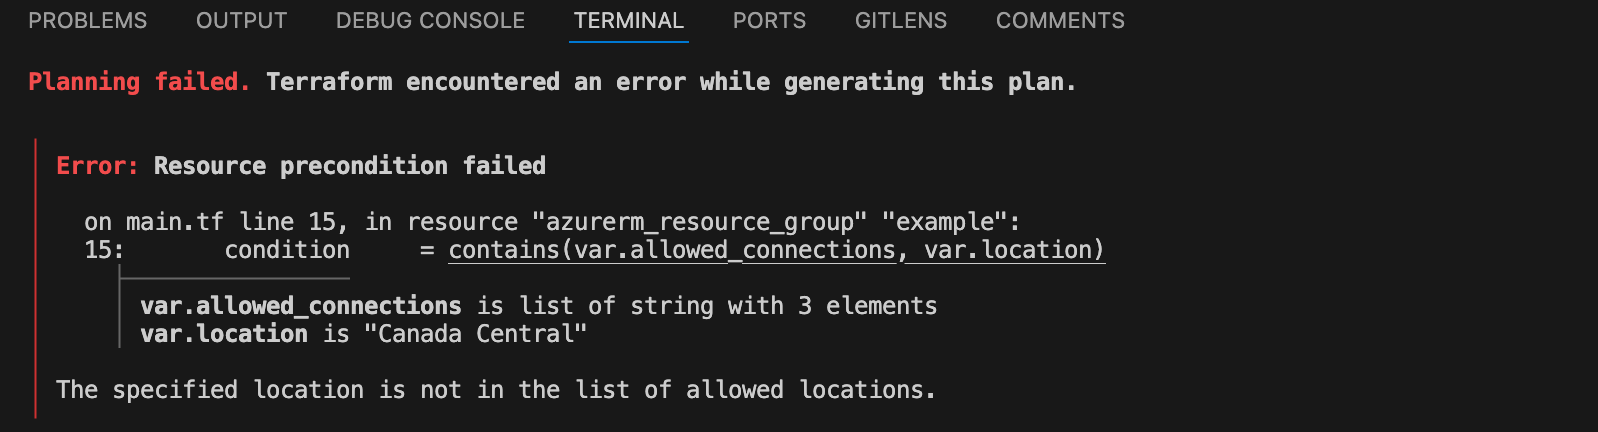 PROBLEMS OUTPUT DEBUG CONSOLE TERMINAL PORTS GITLENS COMMENTS
Planning failed. Terraform encountered an error while generating this plan.
Error: Resource precondition failed
on main.tf line 15, in resource "azurerm_resource_group" "example":
15: condition = contains(var.allowed_connections, var.location)
var.allowed_connections is list of string with 3 elements
var.location is "Canada Central"
The specified location is not in the list of allowed locations.